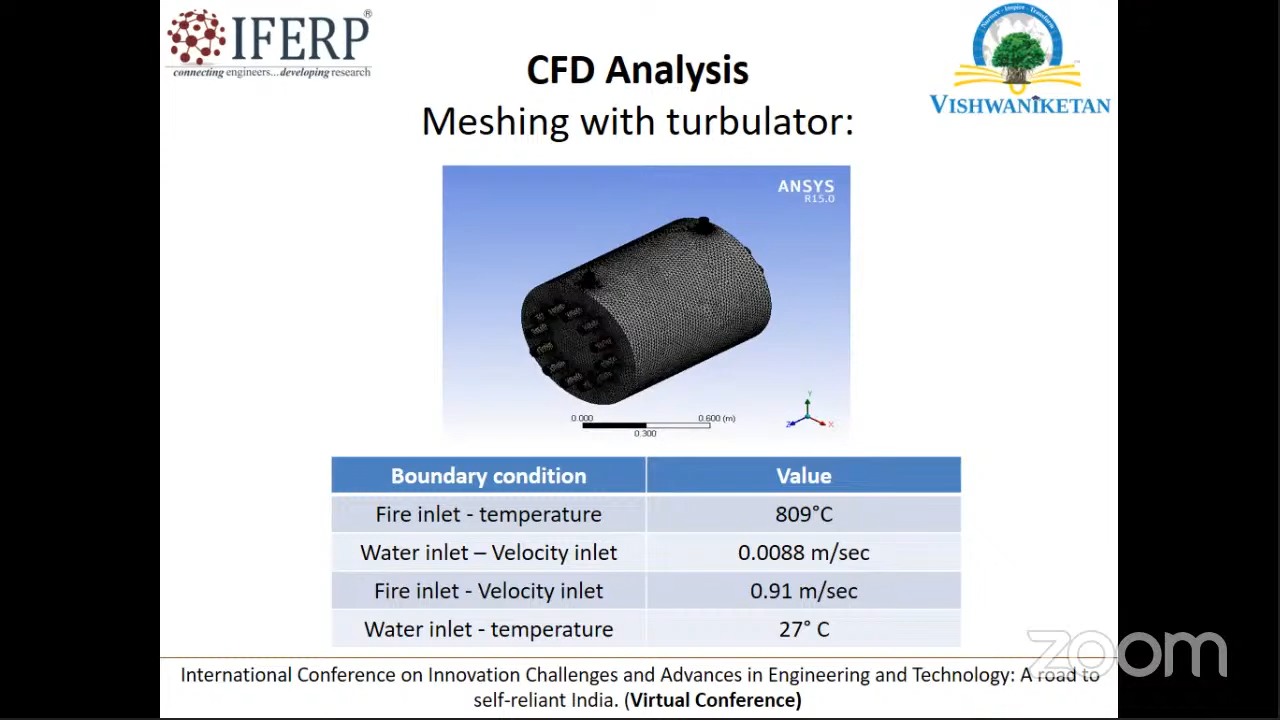 IFERP®
connecting engineers...developing research
Nurture - Inspire - Transform
VISHWANIKETAN
CFD Analysis
Meshing with turbulator:
ANSYS
R15.0
0.000
0.600 (m)
0.300
Y
Z
X
Boundary condition Value
Fire inlet - temperature 809°C
Water inlet – Velocity inlet 0.0088 m/sec
Fire inlet - Velocity inlet 0.91 m/sec
Water inlet - temperature 27° C
zoom
International Conference on Innovation Challenges and Advances in Engineering and Technology: A road to
self-reliant India. (Virtual Conference)